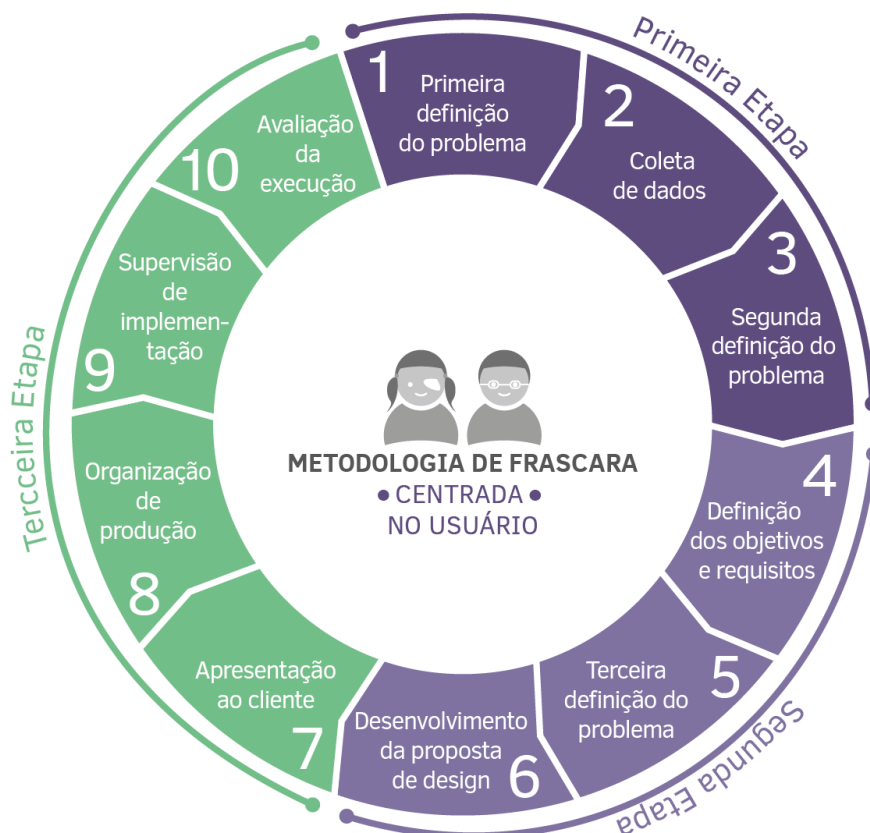 Primeira Etapa
1
Primeira
definição
do problema
2
Coleta
de dados
3
Segunda
definição do
problema
Segunda Etapa
4
Definição
dos objetivos
e requisitos
5
Terceira
definição do
problema
6
Desenvolvimento
da proposta
de design
Tercceira Etapa
7
Apresentação
ao cliente
8
Organização
de
produção
9
Supervisão
de
implemen-
tação
10
Avaliação
da
execução
METODOLOGIA DE FRASCARA
• CENTRADA •
NO USUÁRIO